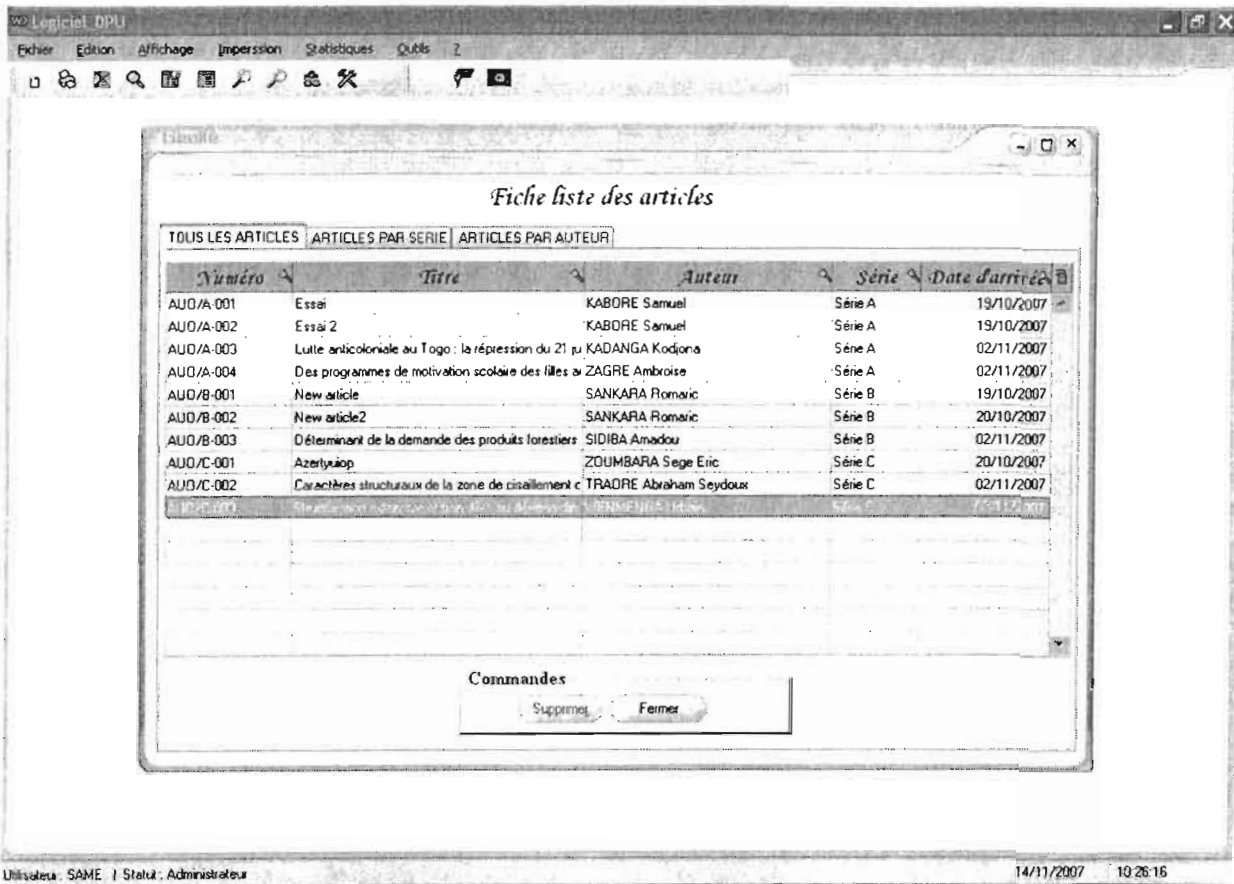 Logiciel DPU
Fichier Edition Affichage Imperssion Statistiques Outils ?
Fiche liste des articles
TOUS LES ARTICLES ARTICLES PAR SERIE ARTICLES PAR AUTEUR
Numéro Titre Auteur Série Date d'arrivée
AUO/A-001 Essai KABORE Samuel Série A 19/10/2007
AUO/A-002 Essai 2 KABORE Samuel Série A 19/10/2007
AUO/A-003 Lutte anticoloniale au Togo : la répression du 21 ju KADANGA Kodjona Série A 02/11/2007
AUO/A-004 Des programmes de motivation scolaire des filles au ZAGRE Ambroise Série A 02/11/2007
AUO/B-001 New article SANKARA Romaric Série B 19/10/2007
AUO/B-002 New article2 SANKARA Romaric Série B 20/10/2007
AUO/B-003 Déterminant de la demande des produits forestiers SIDIBA Amadou Série B 02/11/2007
AUO/C-001 Azertyuiop ZOUMBARA Sege Eric Série C 20/10/2007
AUO/C-002 Caractères structuraux de la zone de cisaillement c TRAORE Abraham Seydoux Série C 02/11/2007
Commandes
Supprimer Fermer
Utilisateur : SAME / Statut : Administrateur 14/11/2007 10:26:16